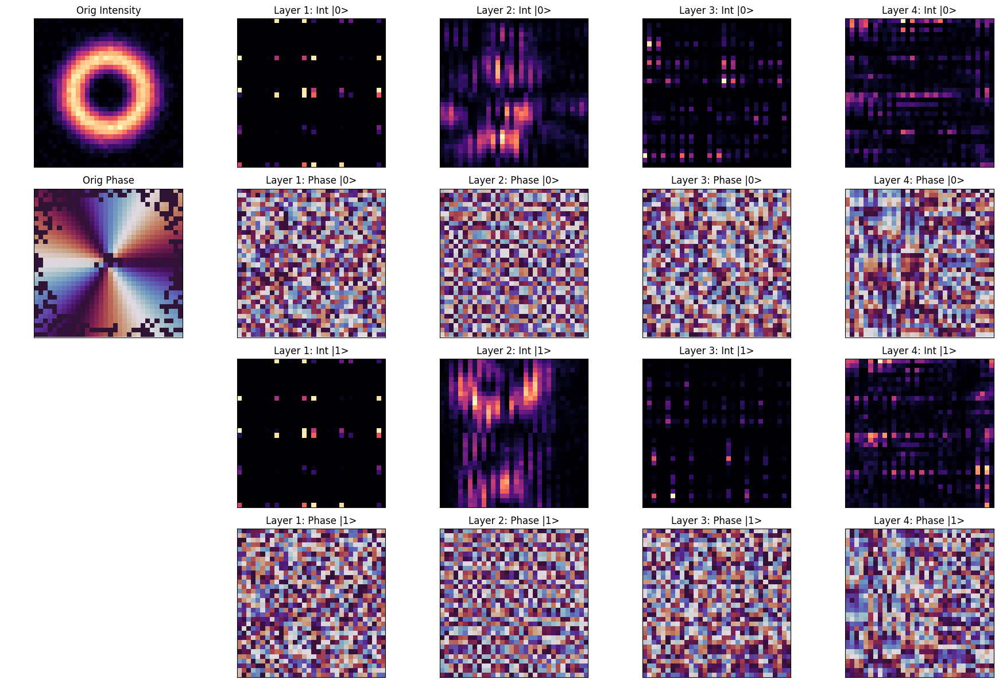 Orig Intensity
Layer 1: Int |0>
Layer 2: Int |0>
Layer 3: Int |0>
Layer 4: Int |0>
Orig Phase
Layer 1: Phase |0>
Layer 2: Phase |0>
Layer 3: Phase |0>
Layer 4: Phase |0>
Layer 1: Int |1>
Layer 2: Int |1>
Layer 3: Int |1>
Layer 4: Int |1>
Layer 1: Phase |1>
Layer 2: Phase |1>
Layer 3: Phase |1>
Layer 4: Phase |1>